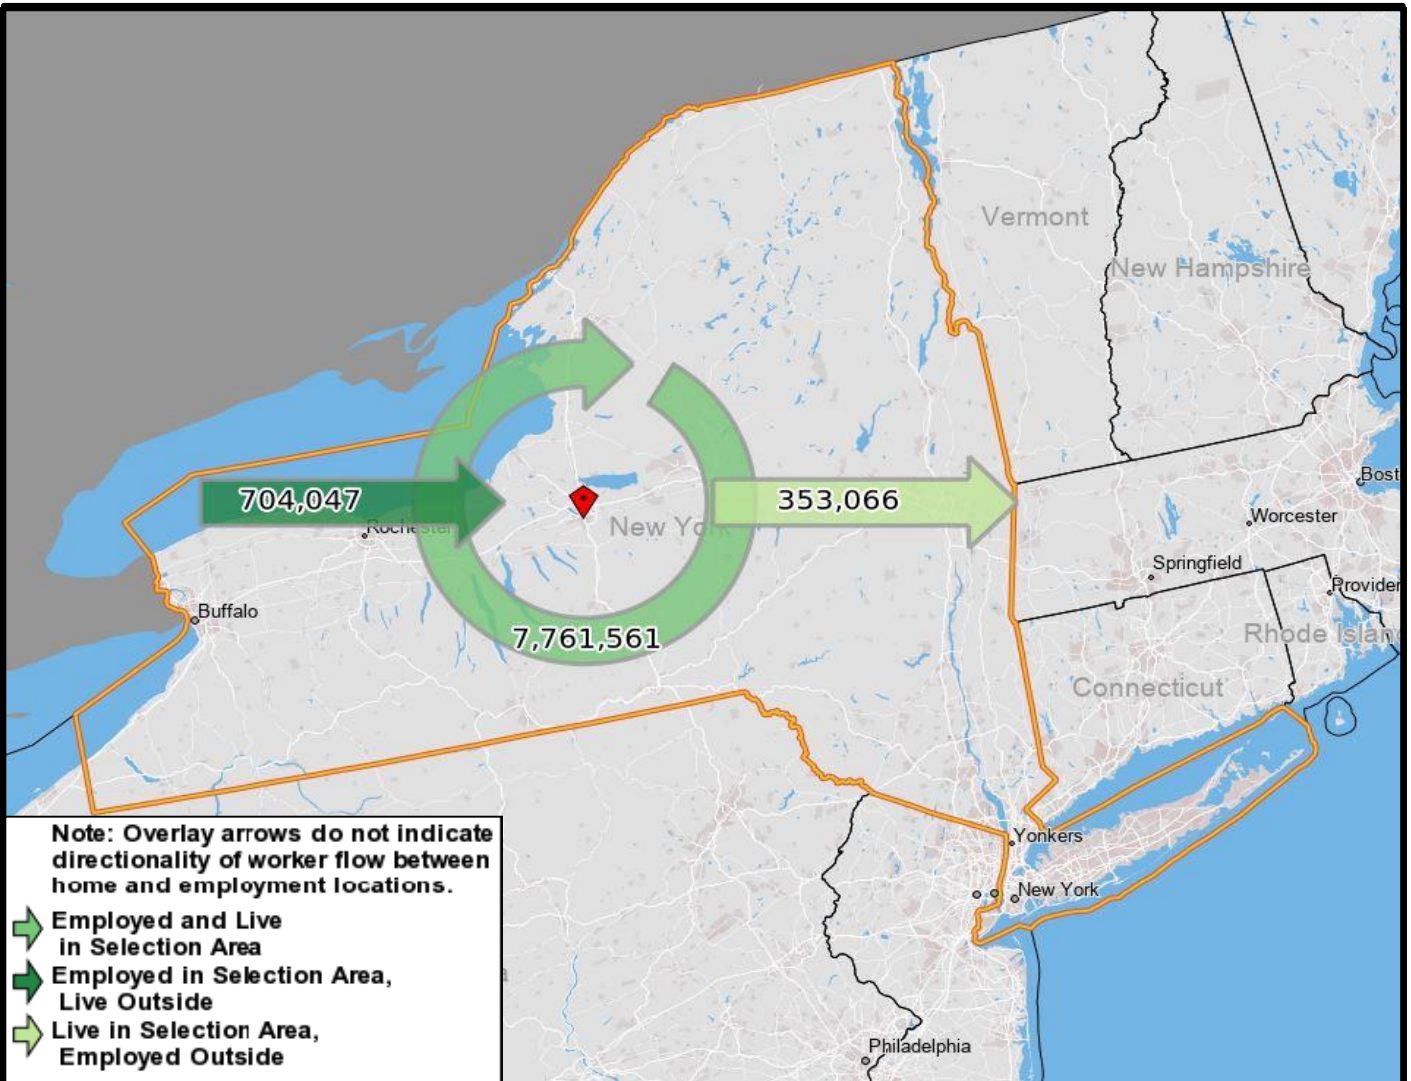 Vermont
New Hampshire
704,047
353,066
Rochester
New York
Bost
Worcester
Springfield
Provider
Buffalo
7,761,561
Rhode Islan
Connecticut
Note: Overlay arrows do not indicate
directionality of worker flow between
home and employment locations.
Yonkers
New York
Employed and Live
in Selection Area
Employed in Selection Area,
Live Outside
Live in Selection Area,
Employed Outside
Philadelphia